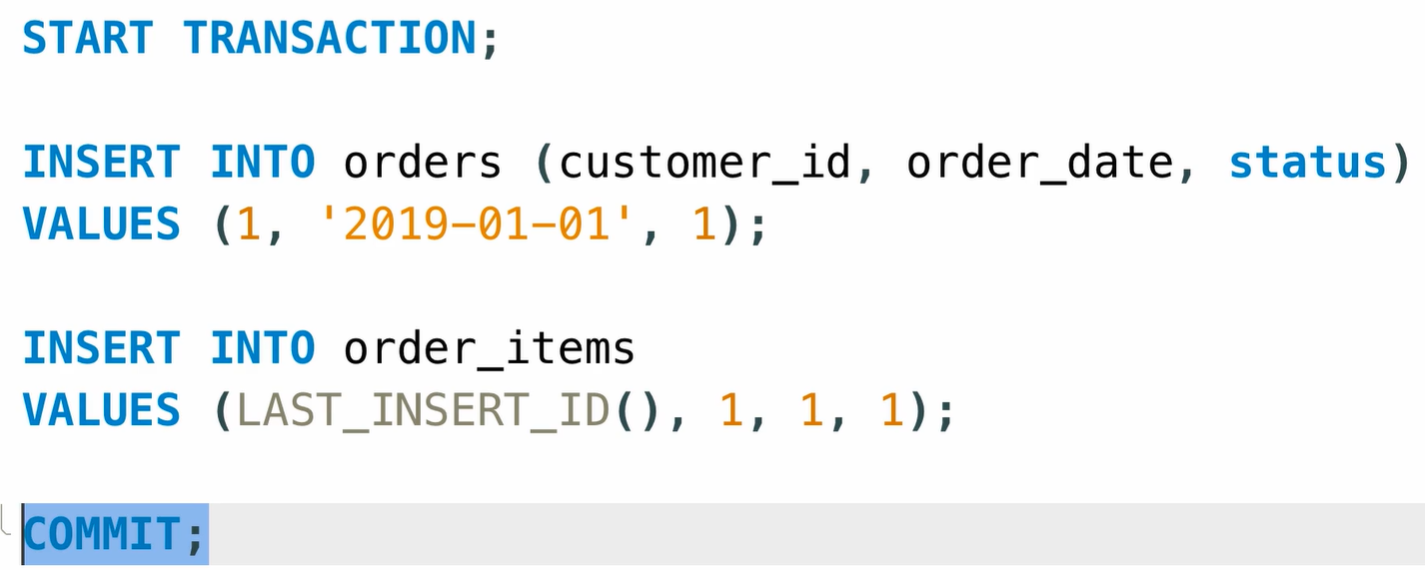 START TRANSACTION;
INSERT INTO orders (customer_id, order_date, status)
VALUES (1, '2019-01-01', 1);
INSERT INTO order_items
VALUES (LAST_INSERT_ID(), 1, 1, 1);
COMMIT;